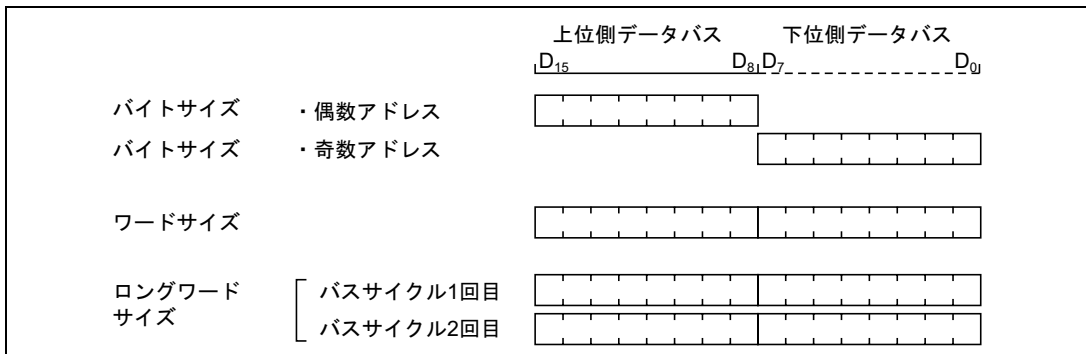 上位側データバス 下位側データバス
D15 D8 D7 D0
バイトサイズ ・偶数アドレス
バイトサイズ ・奇数アドレス
ワードサイズ
ロングワード
サイズ
バスサイクル1回目
バスサイクル2回目